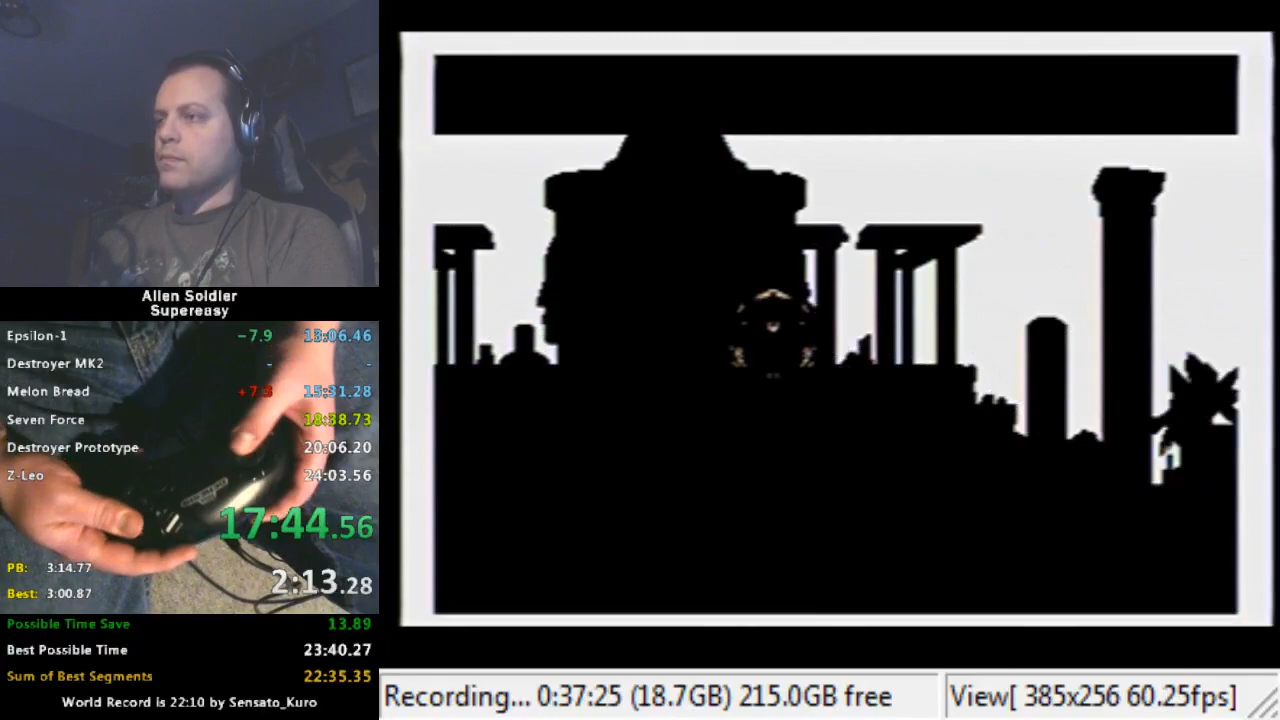 Alien Soldier
Supereasy
Epsilon-1 -7.9 13:06.46
Destroyer MK2 - -
Melon Bread 15:31.28
Seven Force 18:38.73
Destroyer Prototype 20:06.20
Z-Leo 24:03.56
17:44.56
PB: 3:14.77
Best: 3:00.87
2:13.28
Possible Time Save 13.89
Best Possible Time 23:40.27
Sum of Best Segments 22:35.35
World Record is 22:10 by Sensato_Kuro
Recording... 0:37:25 (18.7GB) 215.0GB free
View[ 385x256 60.25fps]